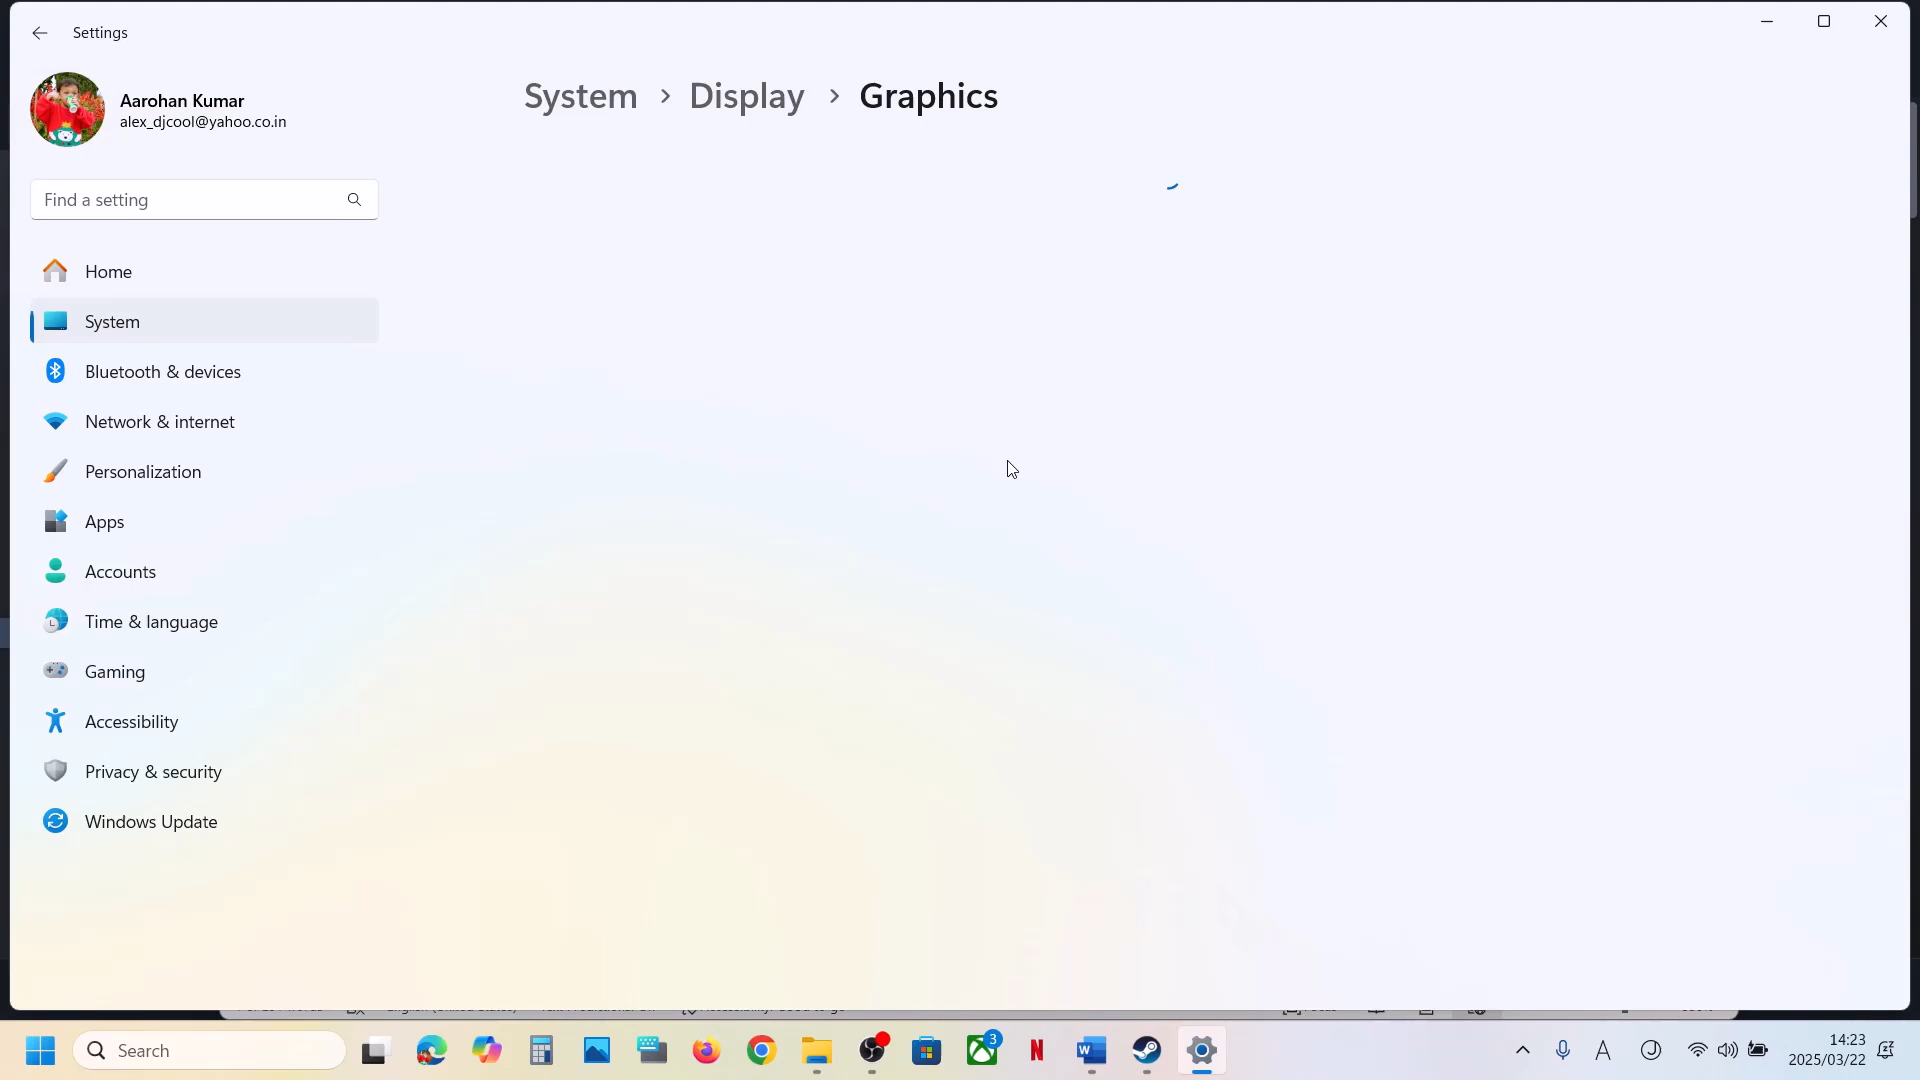 Settings
Aarohan Kumar
alex_djcool@yahoo.co.in
System > Display > Graphics
Find a setting
Home
System
Bluetooth & devices
Network & internet
Personalization
Apps
Accounts
Time & language
Gaming
Accessibility
Privacy & security
Windows Update
Search
3
14:23
2025/03/22